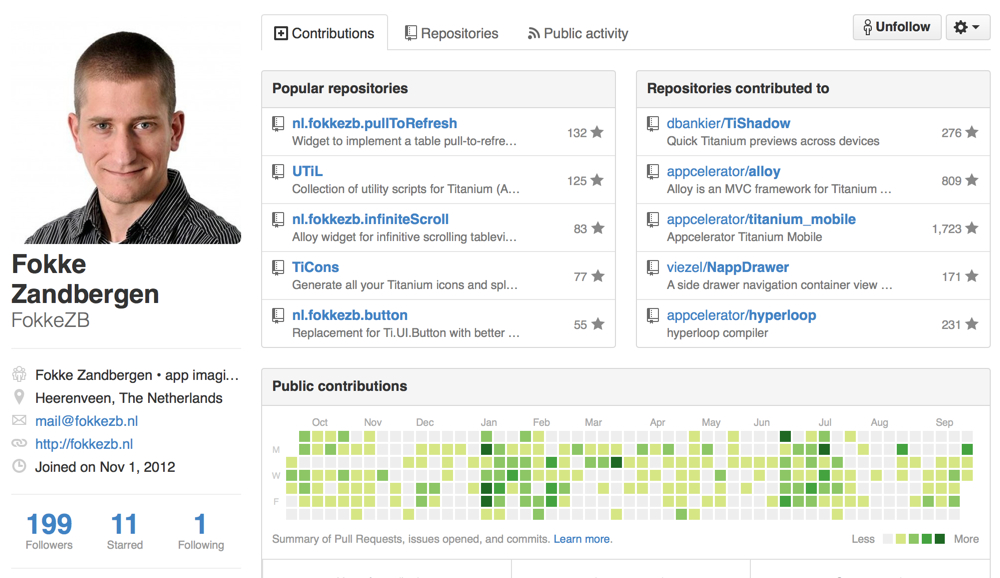 Contributions
Repositories
Public activity
Unfollow
Fokke
Zandbergen
FokkeZB
Fokke Zandbergen • app imagi...
Heerenveen, The Netherlands
mail@fokkezb.nl
http://fokkezb.nl
Joined on Nov 1, 2012
199 11 1
Followers Starred Following
Popular repositories
nl.fokkezb.pullToRefresh
Widget to implement a table pull-to-refre...
132
UTiL
Collection of utility scripts for Titanium (A...
125
nl.fokkezb.infiniteScroll
Alloy widget for infinitive scrolling tablevi...
83
TiCons
Generate all your Titanium icons and spl...
77
nl.fokkezb.button
Replacement for Ti.UI.Button with better ...
55
Repositories contributed to
dbankier/TiShadow
Quick Titanium previews across devices
276
appcelerator/alloy
Alloy is an MVC framework for Titanium ...
809
appcelerator/titanium_mobile
Appcelerator Titanium Mobile
1,723
viezel/NappDrawer
A side drawer navigation container view ...
171
appcelerator/hyperloop
hyperloop compiler
231
Public contributions
Oct Nov Dec Jan Feb Mar Apr May Jun Jul Aug Sep
M
W
F
Summary of Pull Requests, issues opened, and commits. Learn more.
Less More